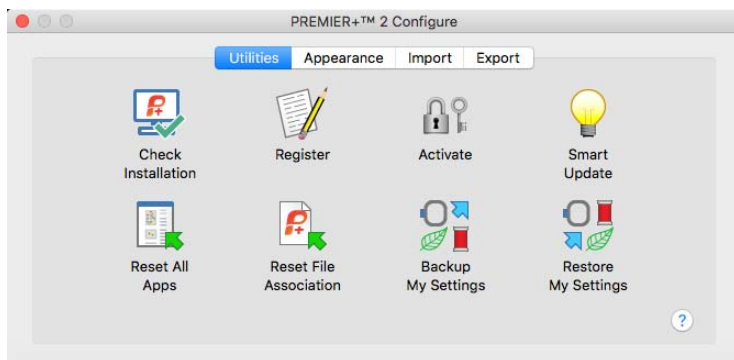 PREMIER+™ 2 Configure
Utilities Appearance Import Export
Check
Installation
Register
Activate
Smart
Update
Reset All
Apps
Reset File
Association
Backup
My Settings
Restore
My Settings
?